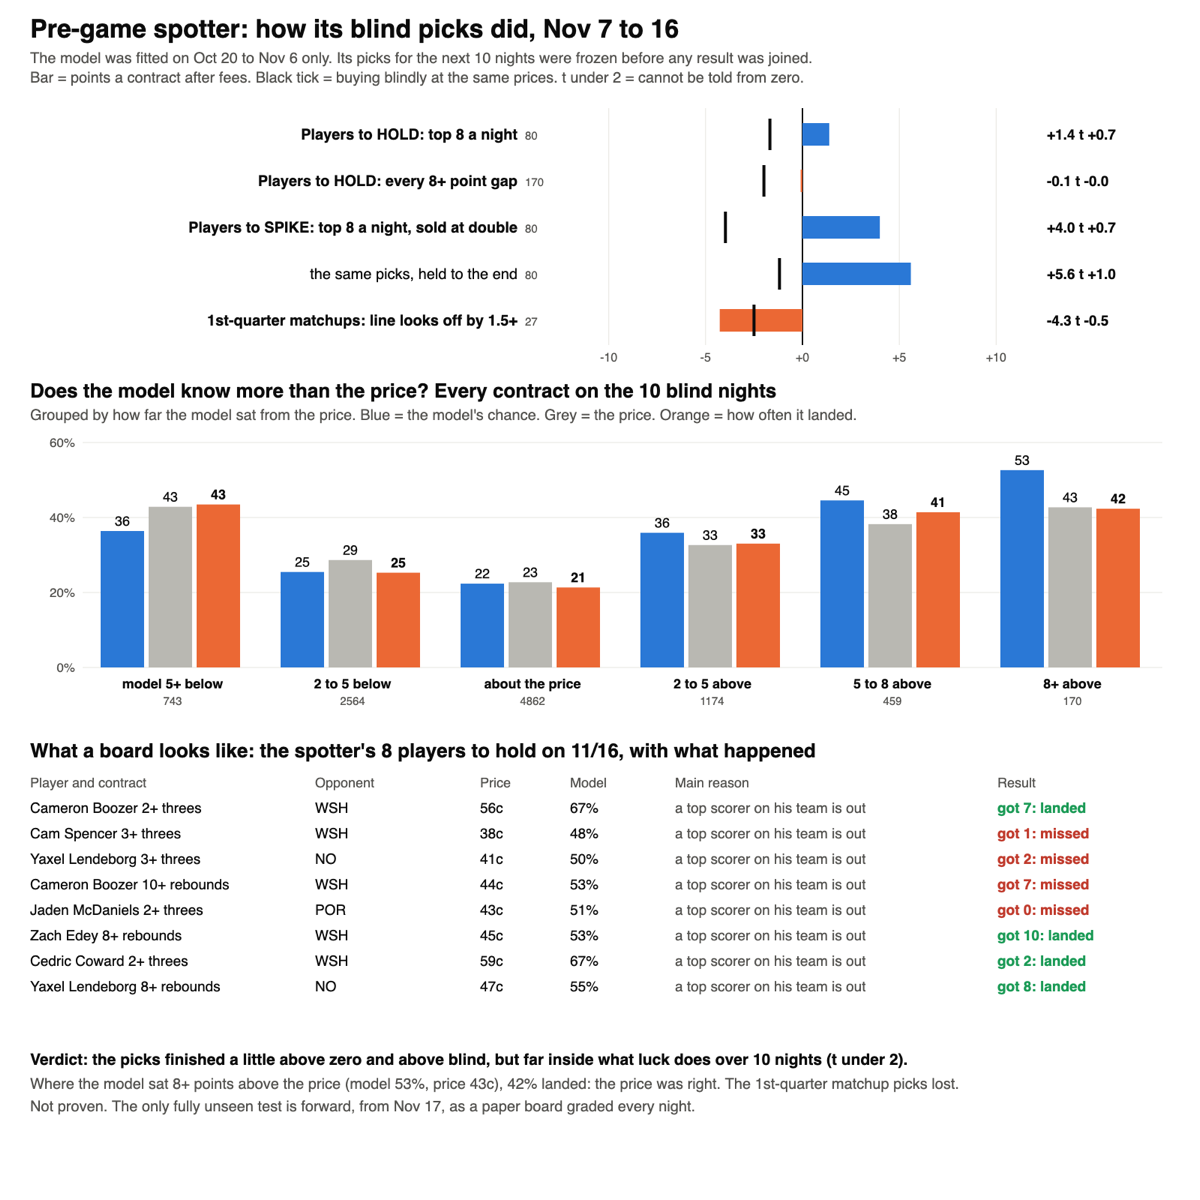 Pre-game spotter: how its blind picks did, Nov 7 to 16
The model was fitted on Oct 20 to Nov 6 only. Its picks for the next 10 nights were frozen before any result was joined.
Bar = points a contract after fees. Black tick = buying blindly at the same prices. t under 2 = cannot be told from zero.
Players to HOLD: top 8 a night 80 +1.4 t +0.7
Players to HOLD: every 8+ point gap 170 -0.1 t -0.0
Players to SPIKE: top 8 a night, sold at double 80 +4.0 t +0.7
the same picks, held to the end 80 +5.6 t +1.0
1st-quarter matchups: line looks off by 1.5+ 27 -4.3 t -0.5
-10 -5 +0 +5 +10
Does the model know more than the price? Every contract on the 10 blind nights
Grouped by how far the model sat from the price. Blue = the model's chance. Grey = the price. Orange = how often it landed.
60%
40%
20%
0%
36 43 43
25 29 25
22 23 21
36 33 33
45 38 41
53 43 42
model 5+ below 2 to 5 below about the price 2 to 5 above 5 to 8 above 8+ above
743 2564 4862 1174 459 170
What a board looks like: the spotter's 8 players to hold on 11/16, with what happened
Player and contract Opponent Price Model Main reason Result
Cameron Boozer 2+ threes WSH 56c 67% a top scorer on his team is out got 7: landed
Cam Spencer 3+ threes WSH 38c 48% a top scorer on his team is out got 1: missed
Yaxel Lendeborg 3+ threes NO 41c 50% a top scorer on his team is out got 2: missed
Cameron Boozer 10+ rebounds WSH 44c 53% a top scorer on his team is out got 7: missed
Jaden McDaniels 2+ threes POR 43c 51% a top scorer on his team is out got 0: missed
Zach Edey 8+ rebounds WSH 45c 53% a top scorer on his team is out got 10: landed
Cedric Coward 2+ threes WSH 59c 67% a top scorer on his team is out got 2: landed
Yaxel Lendeborg 8+ rebounds NO 47c 55% a top scorer on his team is out got 8: landed
Verdict: the picks finished a little above zero and above blind, but far inside what luck does over 10 nights (t under 2).
Where the model sat 8+ points above the price (model 53%, price 43c), 42% landed: the price was right. The 1st-quarter matchup picks lost.
Not proven. The only fully unseen test is forward, from Nov 17, as a paper board graded every night.